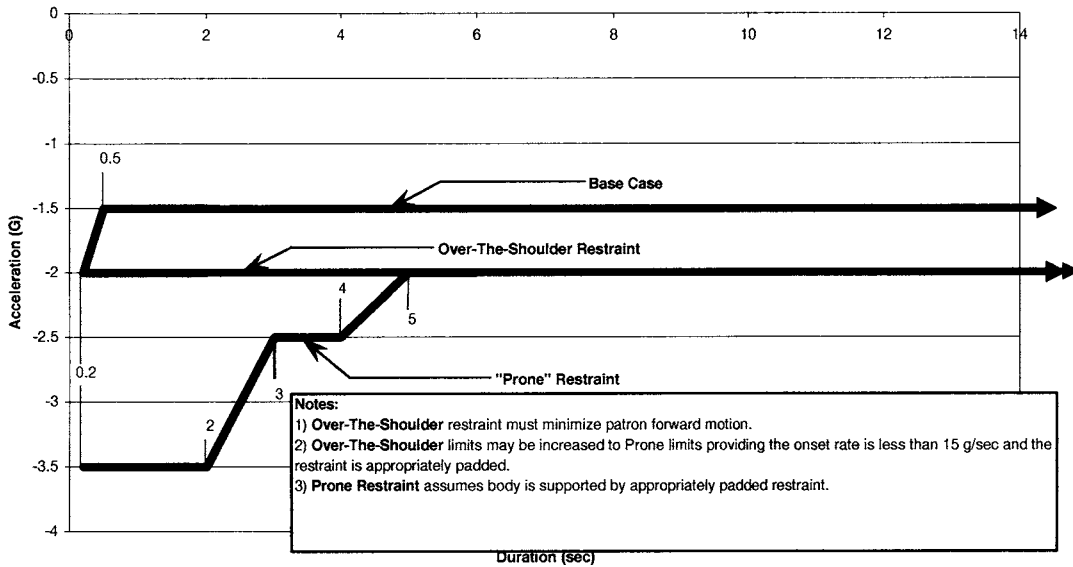 0
0 2 4 6 8 10 12 14
-0.5
-1
0.5
Base Case
-1.5
Over-The-Shoulder Restraint
-2
4
5
-2.5
0.2
"Prone" Restraint
3
-3
2
-3.5
-4
Acceleration (G)
Notes:
1) Over-The-Shoulder restraint must minimize patron forward motion.
2) Over-The-Shoulder limits may be increased to Prone limits providing the onset rate is less than 15 g/sec and the
restraint is appropriately padded.
3) Prone Restraint assumes body is supported by appropriately padded restraint.
Duration (sec)